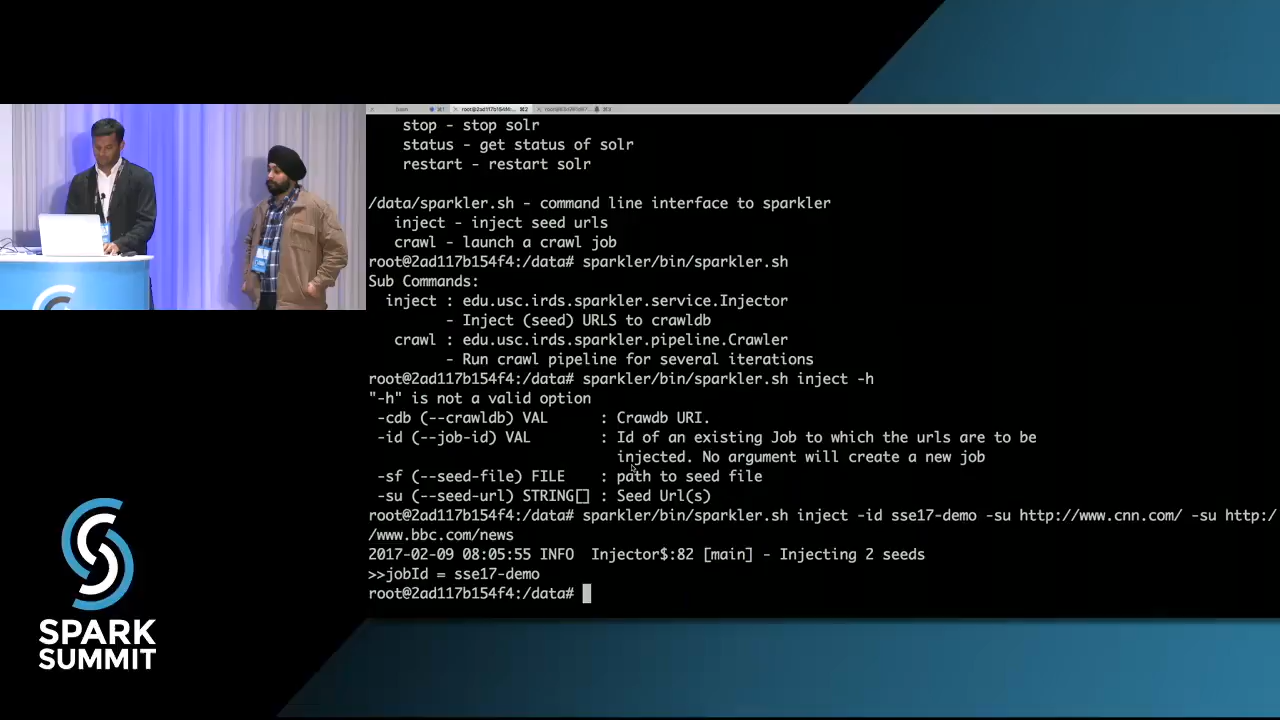 stop - stop solr
status - get status of solr
restart - restart solr
/data/sparkler.sh - command line interface to sparkler
inject - inject seed urls
crawl - launch a crawl job
root@2ad117b154f4:/data# sparkler/bin/sparkler.sh
Sub Commands:
inject : edu.usc.irds.sparkler.service.Injector
- Inject (seed) URLS to crawldb
crawl : edu.usc.irds.sparkler.pipeline.Crawler
- Run crawl pipeline for several iterations
root@2ad117b154f4:/data# sparkler/bin/sparkler.sh inject -h
"-h" is not a valid option
-cdb (--crawldb) VAL : Crawdb URI.
-id (--job-id) VAL : Id of an existing Job to which the urls are to be
injected. No argument will create a new job
-sf (--seed-file) FILE : path to seed file
-su (--seed-url) STRING[] : Seed Url(s)
root@2ad117b154f4:/data# sparkler/bin/sparkler.sh inject -id sse17-demo -su http://www.cnn.com/ -su http:/
/www.bbc.com/news
2017-02-09 08:05:55 INFO Injector$:82 [main] - Injecting 2 seeds
>>jobId = sse17-demo
root@2ad117b154f4:/data#
SPARK
SUMMIT